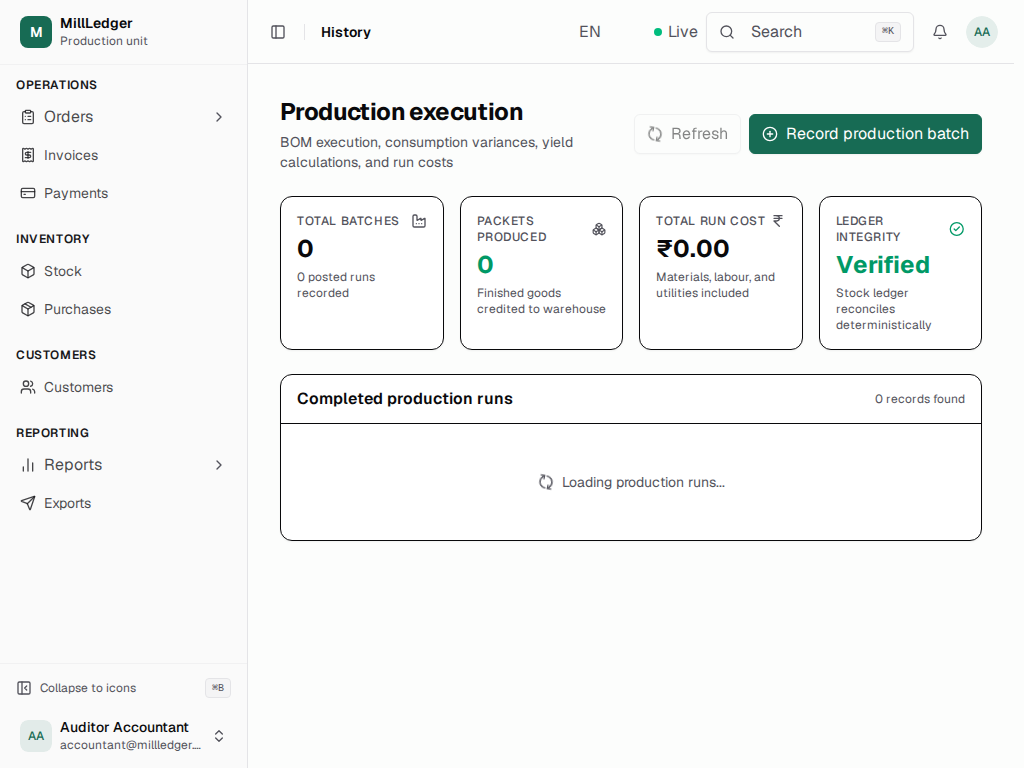 M
MillLedger
Production unit
OPERATIONS
Orders
Invoices
Payments
INVENTORY
Stock
Purchases
CUSTOMERS
Customers
REPORTING
Reports
Exports
Collapse to icons
⌘B
AA
Auditor Accountant
accountant@millledger....
History
EN
Live
Search
⌘K
AA
Production execution
BOM execution, consumption variances, yield
calculations, and run costs
Refresh
Record production batch
TOTAL BATCHES
0
0 posted runs
recorded
PACKETS
PRODUCED
0
Finished goods
credited to warehouse
TOTAL RUN COST
₹
₹0.00
Materials, labour, and
utilities included
LEDGER
INTEGRITY
Verified
Stock ledger
reconciles
deterministically
Completed production runs
0 records found
Loading production runs...